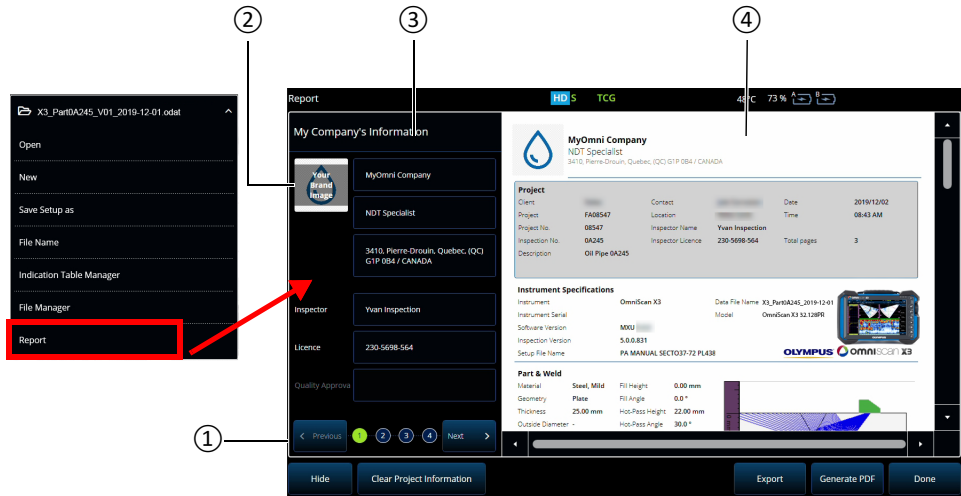 ②
③
④
X3_Part0A245_V01_2019-12-01.odat
Open
New
Save Setup as
File Name
Indication Table Manager
File Manager
Report
Report HD S TCG 48°C 73 % A B
My Company's Information
Your
Brand
Image
MyOmni Company
NDT Specialist
3410, Pierre-Drouin, Quebec, (QC)
G1P 0B4 / CANADA
Inspector Yvan Inspection
Licence 230-5698-564
Quality Approva
①
Previous 1 2 3 4 Next
Hide Clear Project Information Export Generate PDF Done
MyOmni Company
NDT Specialist
3410, Pierre-Drouin, Quebec, (QC) G1P 0B4 / CANADA
Project
Client Contact Date 2019/12/02
Project FA08547 Location Time 08:43 AM
Project No. 08547 Inspector Name Yvan Inspection
Inspection No. 0A245 Inspector Licence 230-5698-564 Total pages 3
Description Oil Pipe 0A245
Instrument Specifications
Instrument OmniScan X3 Data File Name X3_Part0A245_2019-12-01
Instrument Serial Model OmniScan X3 32.128PR
Software Version MXU
Inspection Version 5.0.0.831
Setup File Name PA MANUAL SECTO37-72 PL438
OLYMPUS omniscan X3
Part & Weld
Material Steel, Mild Fill Height 0.00 mm
Geometry Plate Fill Angle 0.0 °
Thickness 25.00 mm Hot-Pass Height 22.00 mm
Outside Diameter - Hot-Pass Angle 30.0 °